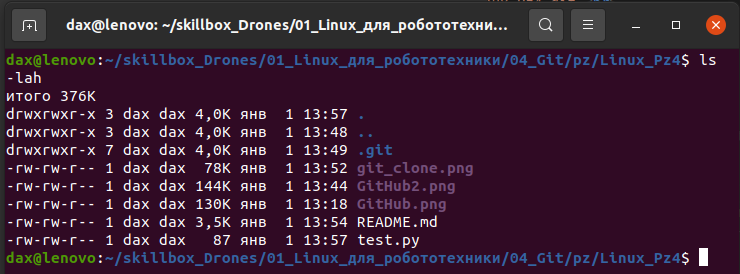 dax@lenovo: ~/skillbox_Drones/01_Linux_для_робототехни…
dax@lenovo:~/skillbox_Drones/01_Linux_для_робототехники/04_Git/pz/Linux_Pz4$ ls
-lah
итого 376K
drwxrwxr-x 3 dax dax 4,0K янв  1 13:57 .
drwxrwxr-x 3 dax dax 4,0K янв  1 13:48 ..
drwxrwxr-x 7 dax dax 4,0K янв  1 13:49 .git
-rw-rw-r-- 1 dax dax  78K янв  1 13:52 git_clone.png
-rw-rw-r-- 1 dax dax 144K янв  1 13:44 GitHub2.png
-rw-rw-r-- 1 dax dax 130K янв  1 13:18 GitHub.png
-rw-rw-r-- 1 dax dax 3,5K янв  1 13:54 README.md
-rw-rw-r-- 1 dax dax   87 янв  1 13:57 test.py
dax@lenovo:~/skillbox_Drones/01_Linux_для_робототехники/04_Git/pz/Linux_Pz4$